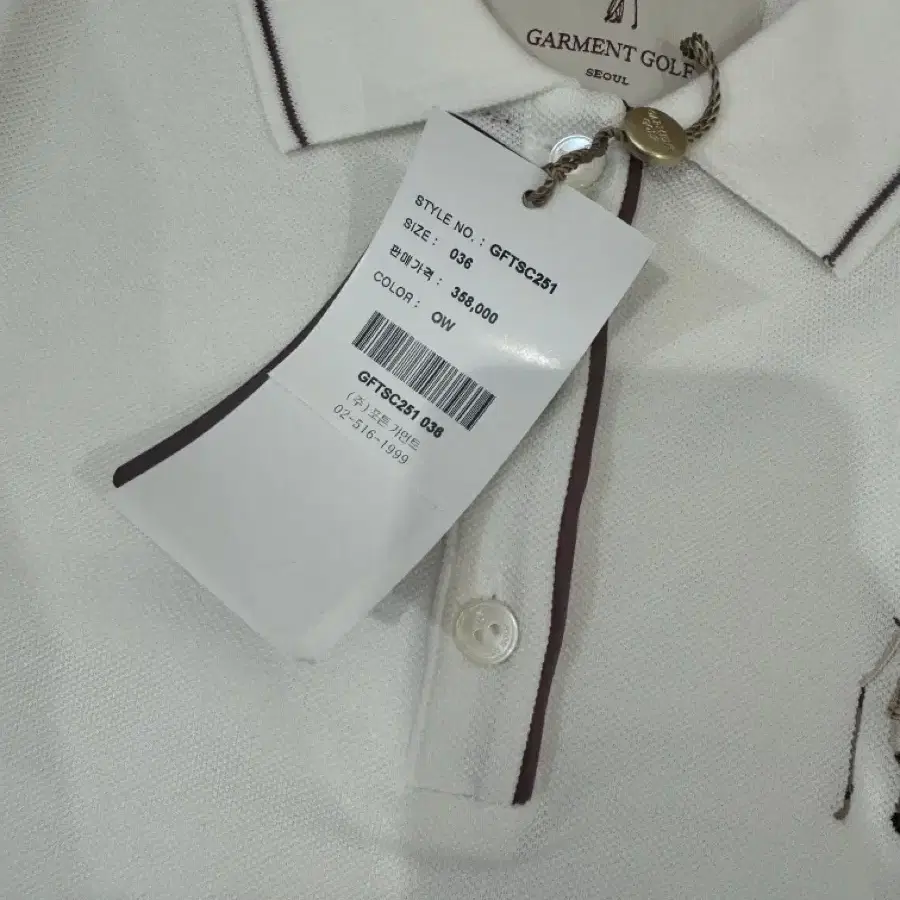 GARMENT GOLF
SEOUL
STYLE NO. : GFTSC251
SIZE : 036
판매가격 : 358,000
COLOR : OW
GFTSC251 036
(주)포튼가먼트
02-516-1999